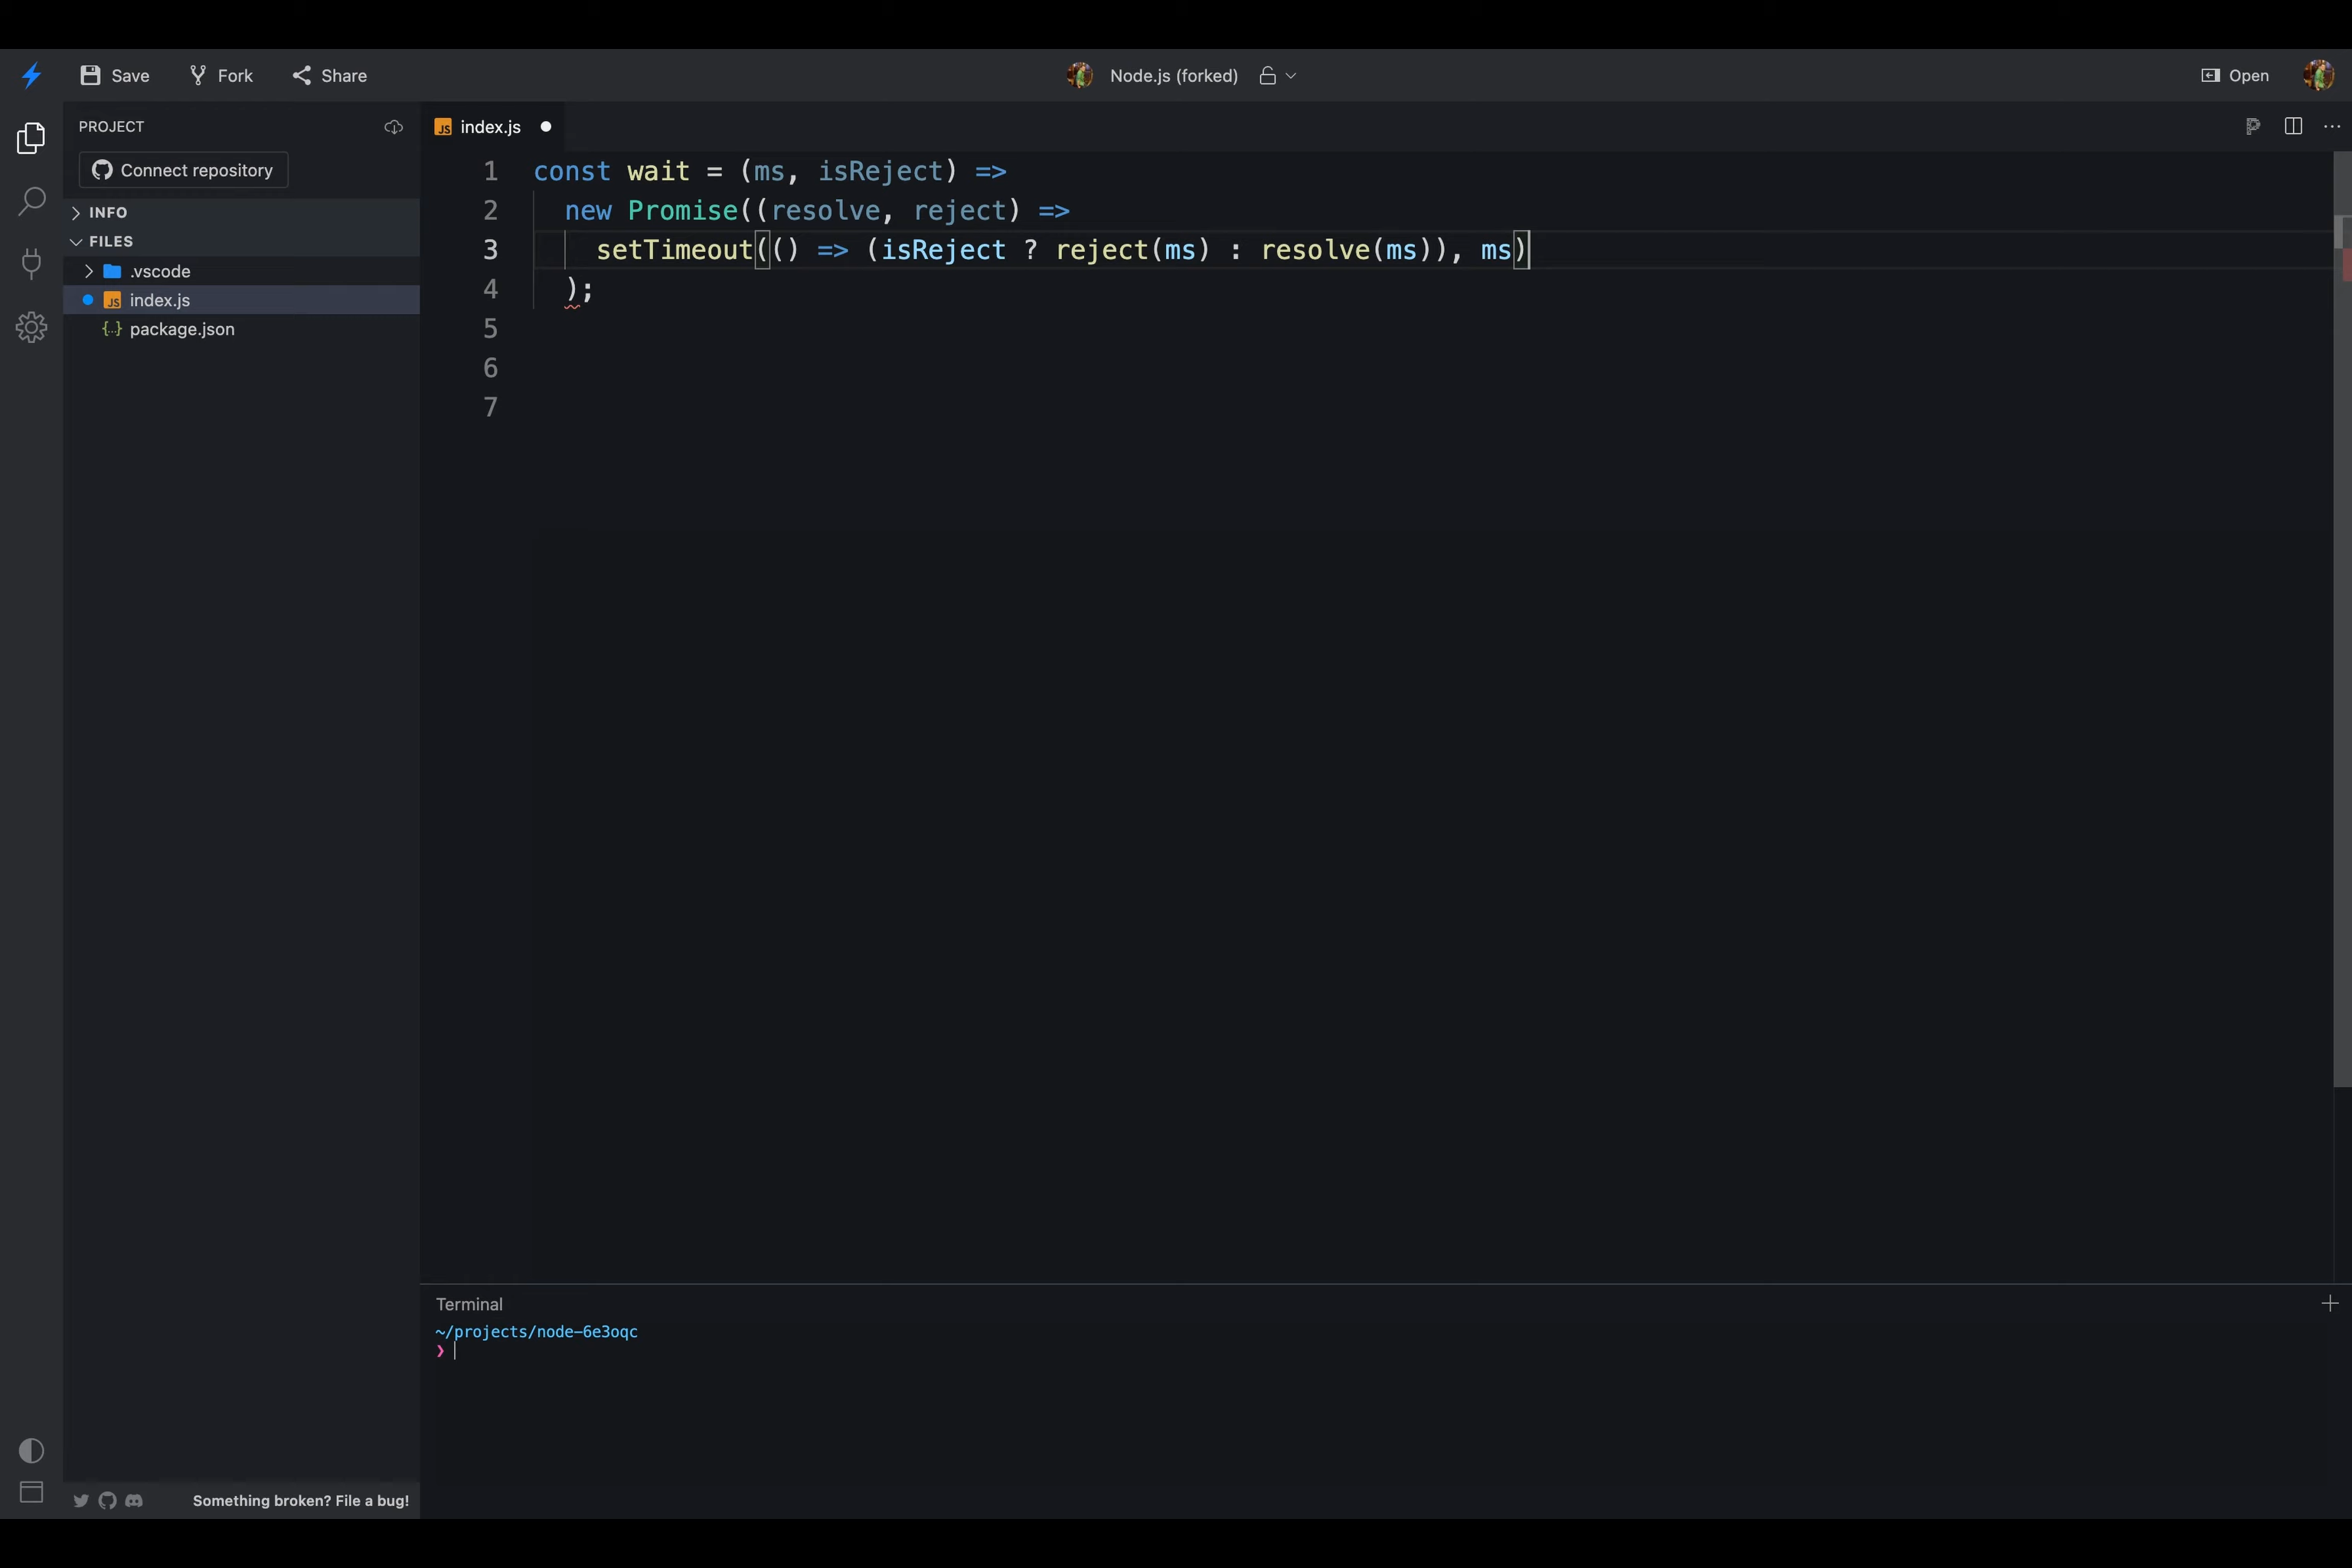 Save Fork Share Node.js (forked) Open
PROJECT
Connect repository
INFO
FILES
.vscode
JS index.js
{..} package.json
Something broken? File a bug!
JS index.js
1 const wait = (ms, isReject) =>
2 new Promise((resolve, reject) =>
3 setTimeout(() => (isReject ? reject(ms) : resolve(ms)), ms)
4 );
5
6
7
Terminal
~/projects/node-6e3oqc
❯